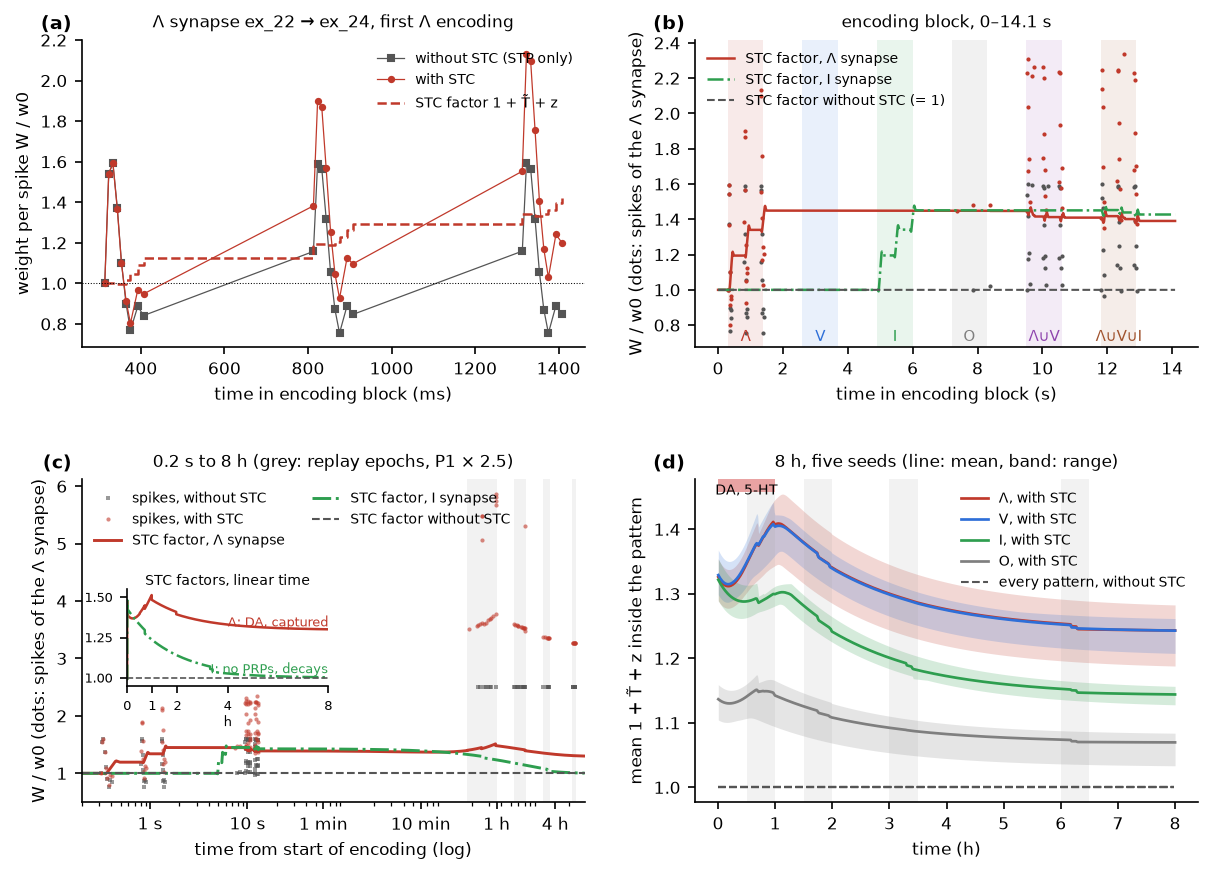 (a) Λ synapse ex_22 → ex_24, first Λ encoding
weight per spike W / w0
2.2
2.0
1.8
1.6
1.4
1.2
1.0
0.8
without STC (STP only)
with STC
STC factor 1 + T̃ + z
400 600 800 1000 1200 1400
time in encoding block (ms)
(b) encoding block, 0–14.1 s
W / w0 (dots: spikes of the Λ synapse)
2.4
2.2
2.0
1.8
1.6
1.4
1.2
1.0
0.8
STC factor, Λ synapse
STC factor, I synapse
STC factor without STC (= 1)
Λ V I O Λ∪V Λ∪V∪I
0 2 4 6 8 10 12 14
time in encoding block (s)
(c) 0.2 s to 8 h (grey: replay epochs, P1 × 2.5)
W / w0 (dots: spikes of the Λ synapse)
6
5
4
3
2
1
spikes, without STC
spikes, with STC
STC factor, Λ synapse
STC factor, I synapse
STC factor without STC
STC factors, linear time
1.50
1.25
1.00
Λ: DA, captured
I: no PRPs, decays
0 1 2 4 8
h
1 s 10 s 1 min 10 min 1 h 4 h
time from start of encoding (log)
(d) 8 h, five seeds (line: mean, band: range)
mean 1 + T̃ + z inside the pattern
1.4
1.3
1.2
1.1
1.0
DA, 5-HT
Λ, with STC
V, with STC
I, with STC
O, with STC
every pattern, without STC
0 1 2 3 4 5 6 7 8
time (h)